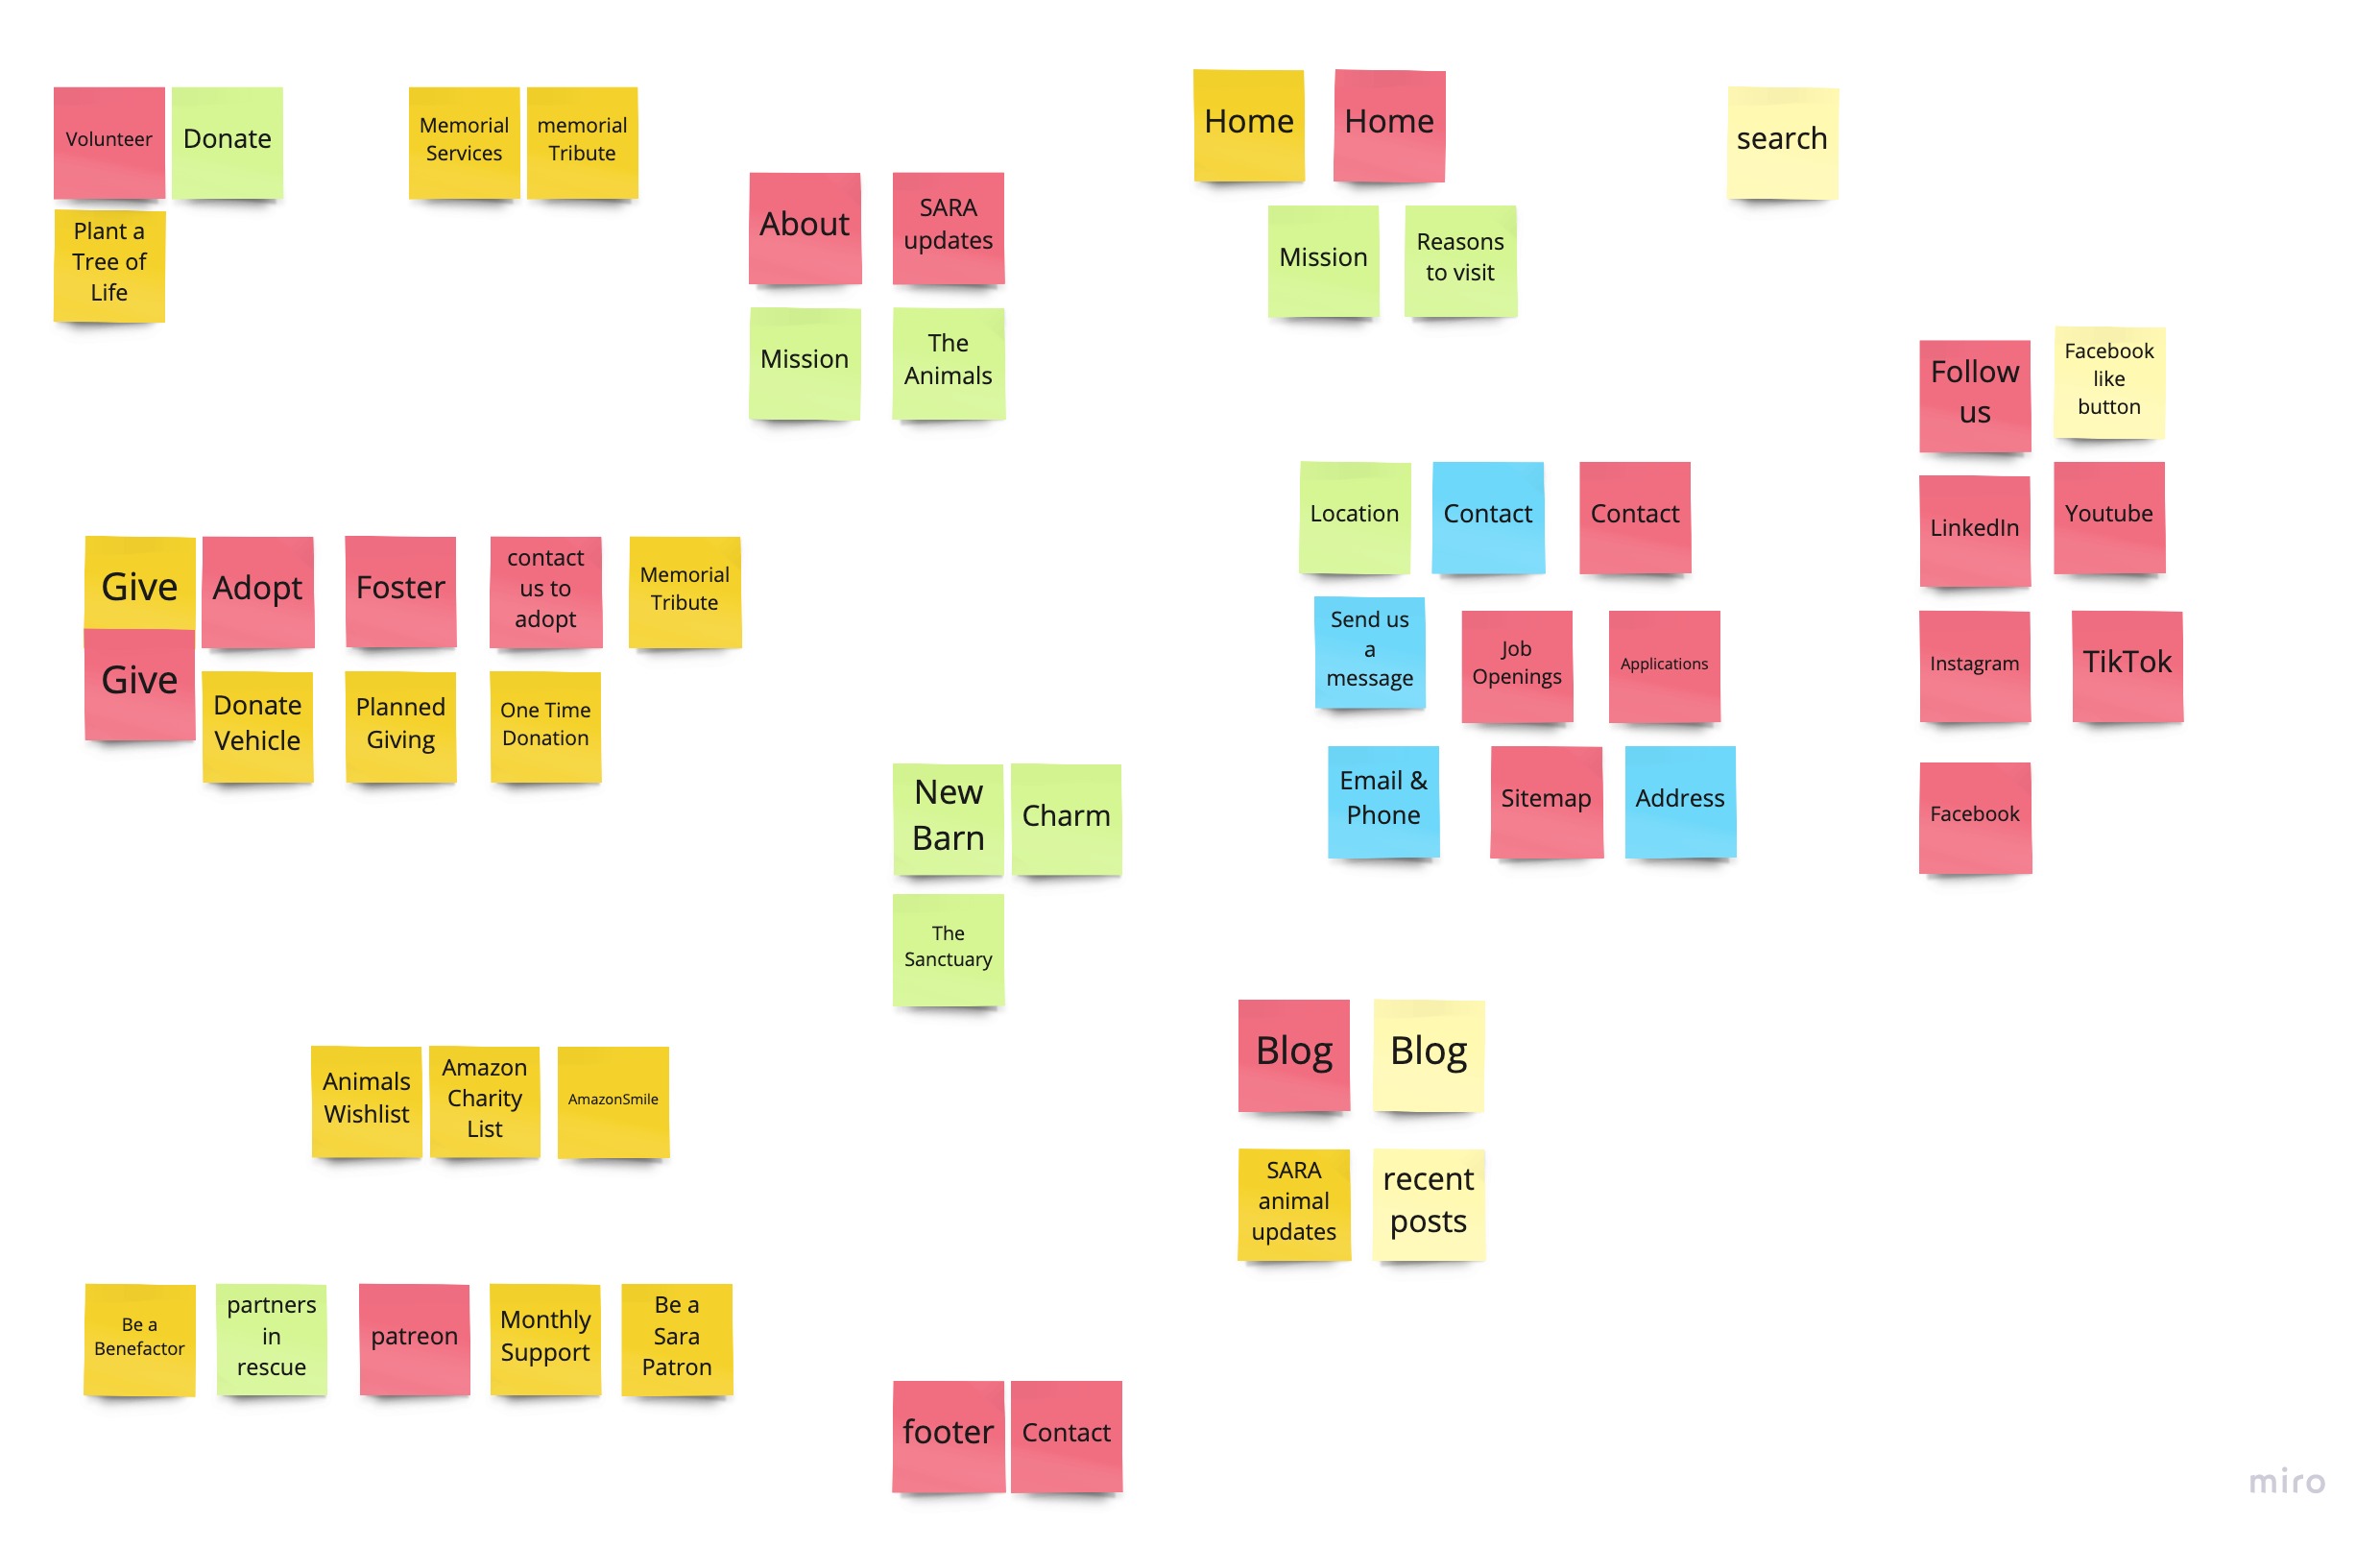 Volunteer
Donate
Plant a
Tree of
Life
Memorial
Services
memorial
Tribute
About
SARA
updates
Mission
The
Animals
Home
Home
Mission
Reasons
to visit
search
Follow
us
Facebook
like
button
LinkedIn
Youtube
Instagram
TikTok
Facebook
Location
Contact
Contact
Send us
a
message
Job
Openings
Applications
Email &
Phone
Sitemap
Address
Give
Adopt
Foster
contact
us to
adopt
Memorial
Tribute
Give
Donate
Vehicle
Planned
Giving
One Time
Donation
New
Barn
Charm
The
Sanctuary
Animals
Wishlist
Amazon
Charity
List
AmazonSmile
Blog
Blog
SARA
animal
updates
recent
posts
Be a
Benefactor
partners
in
rescue
patreon
Monthly
Support
Be a
Sara
Patron
footer
Contact
miro